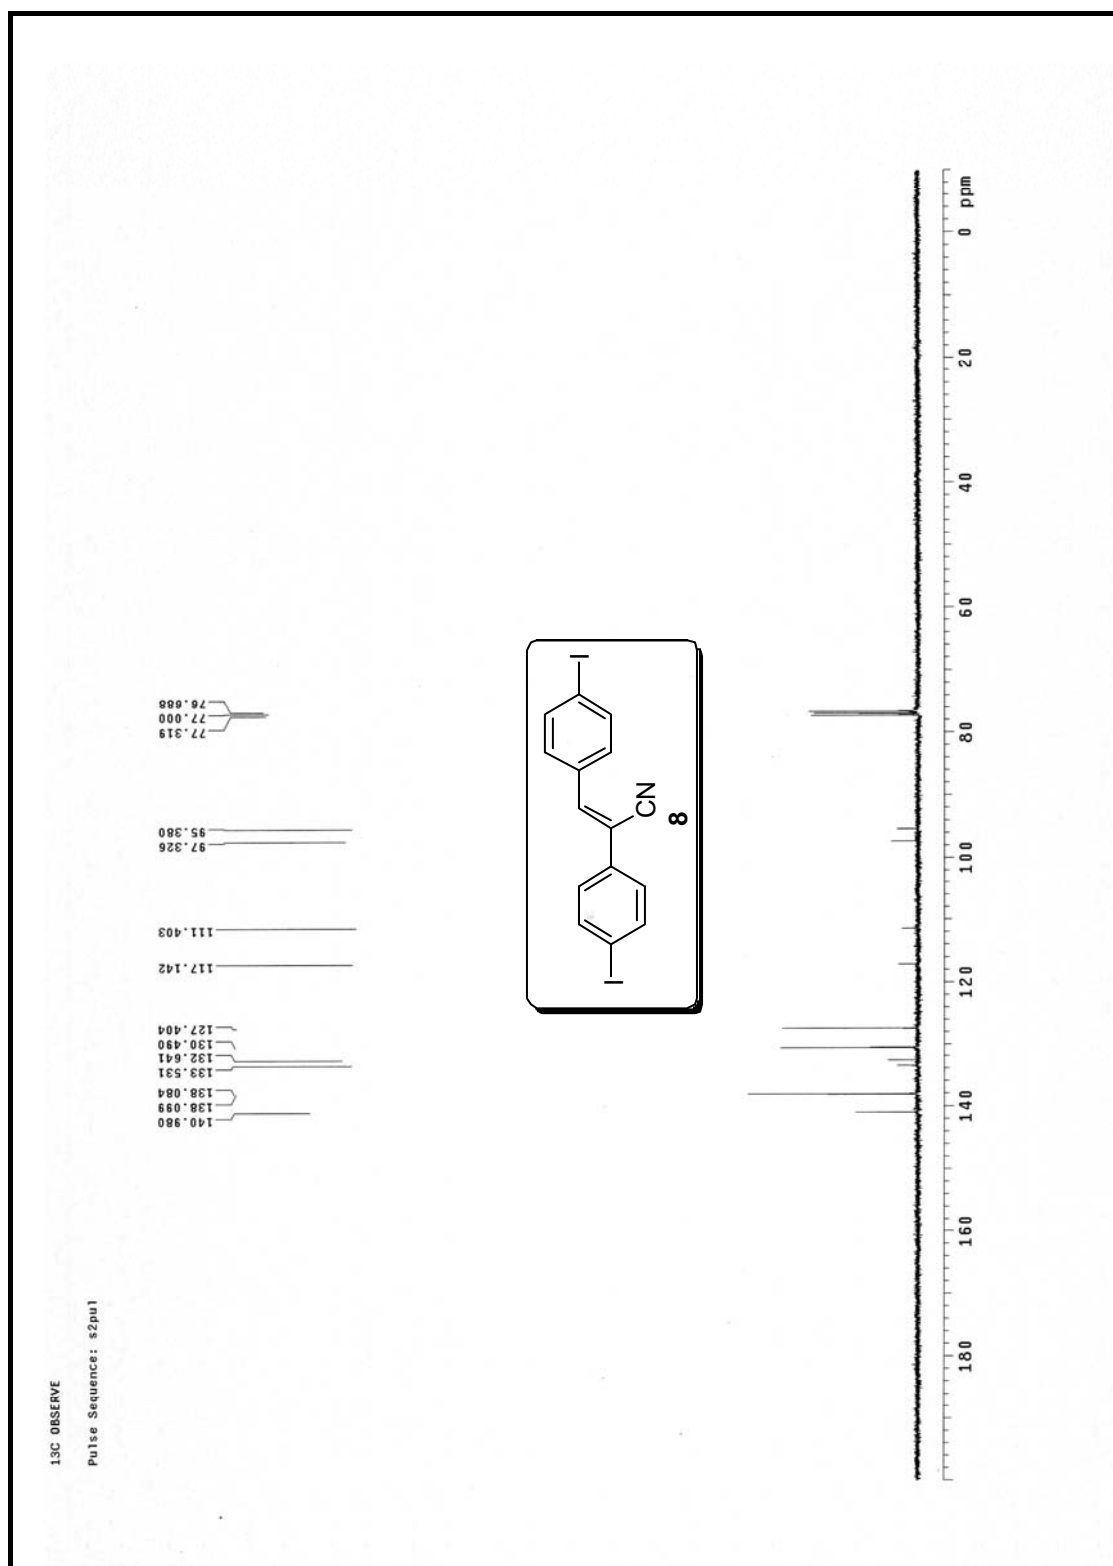 13C OBSERVE
Pulse Sequence: s2pul
140.980
138.099
138.084
133.531
132.641
130.490
127.404
117.142
111.403
97.326
95.380
77.319
77.000
76.688
I
I
CN
8
180 160 140 120 100 80 60 40 20 0 ppm